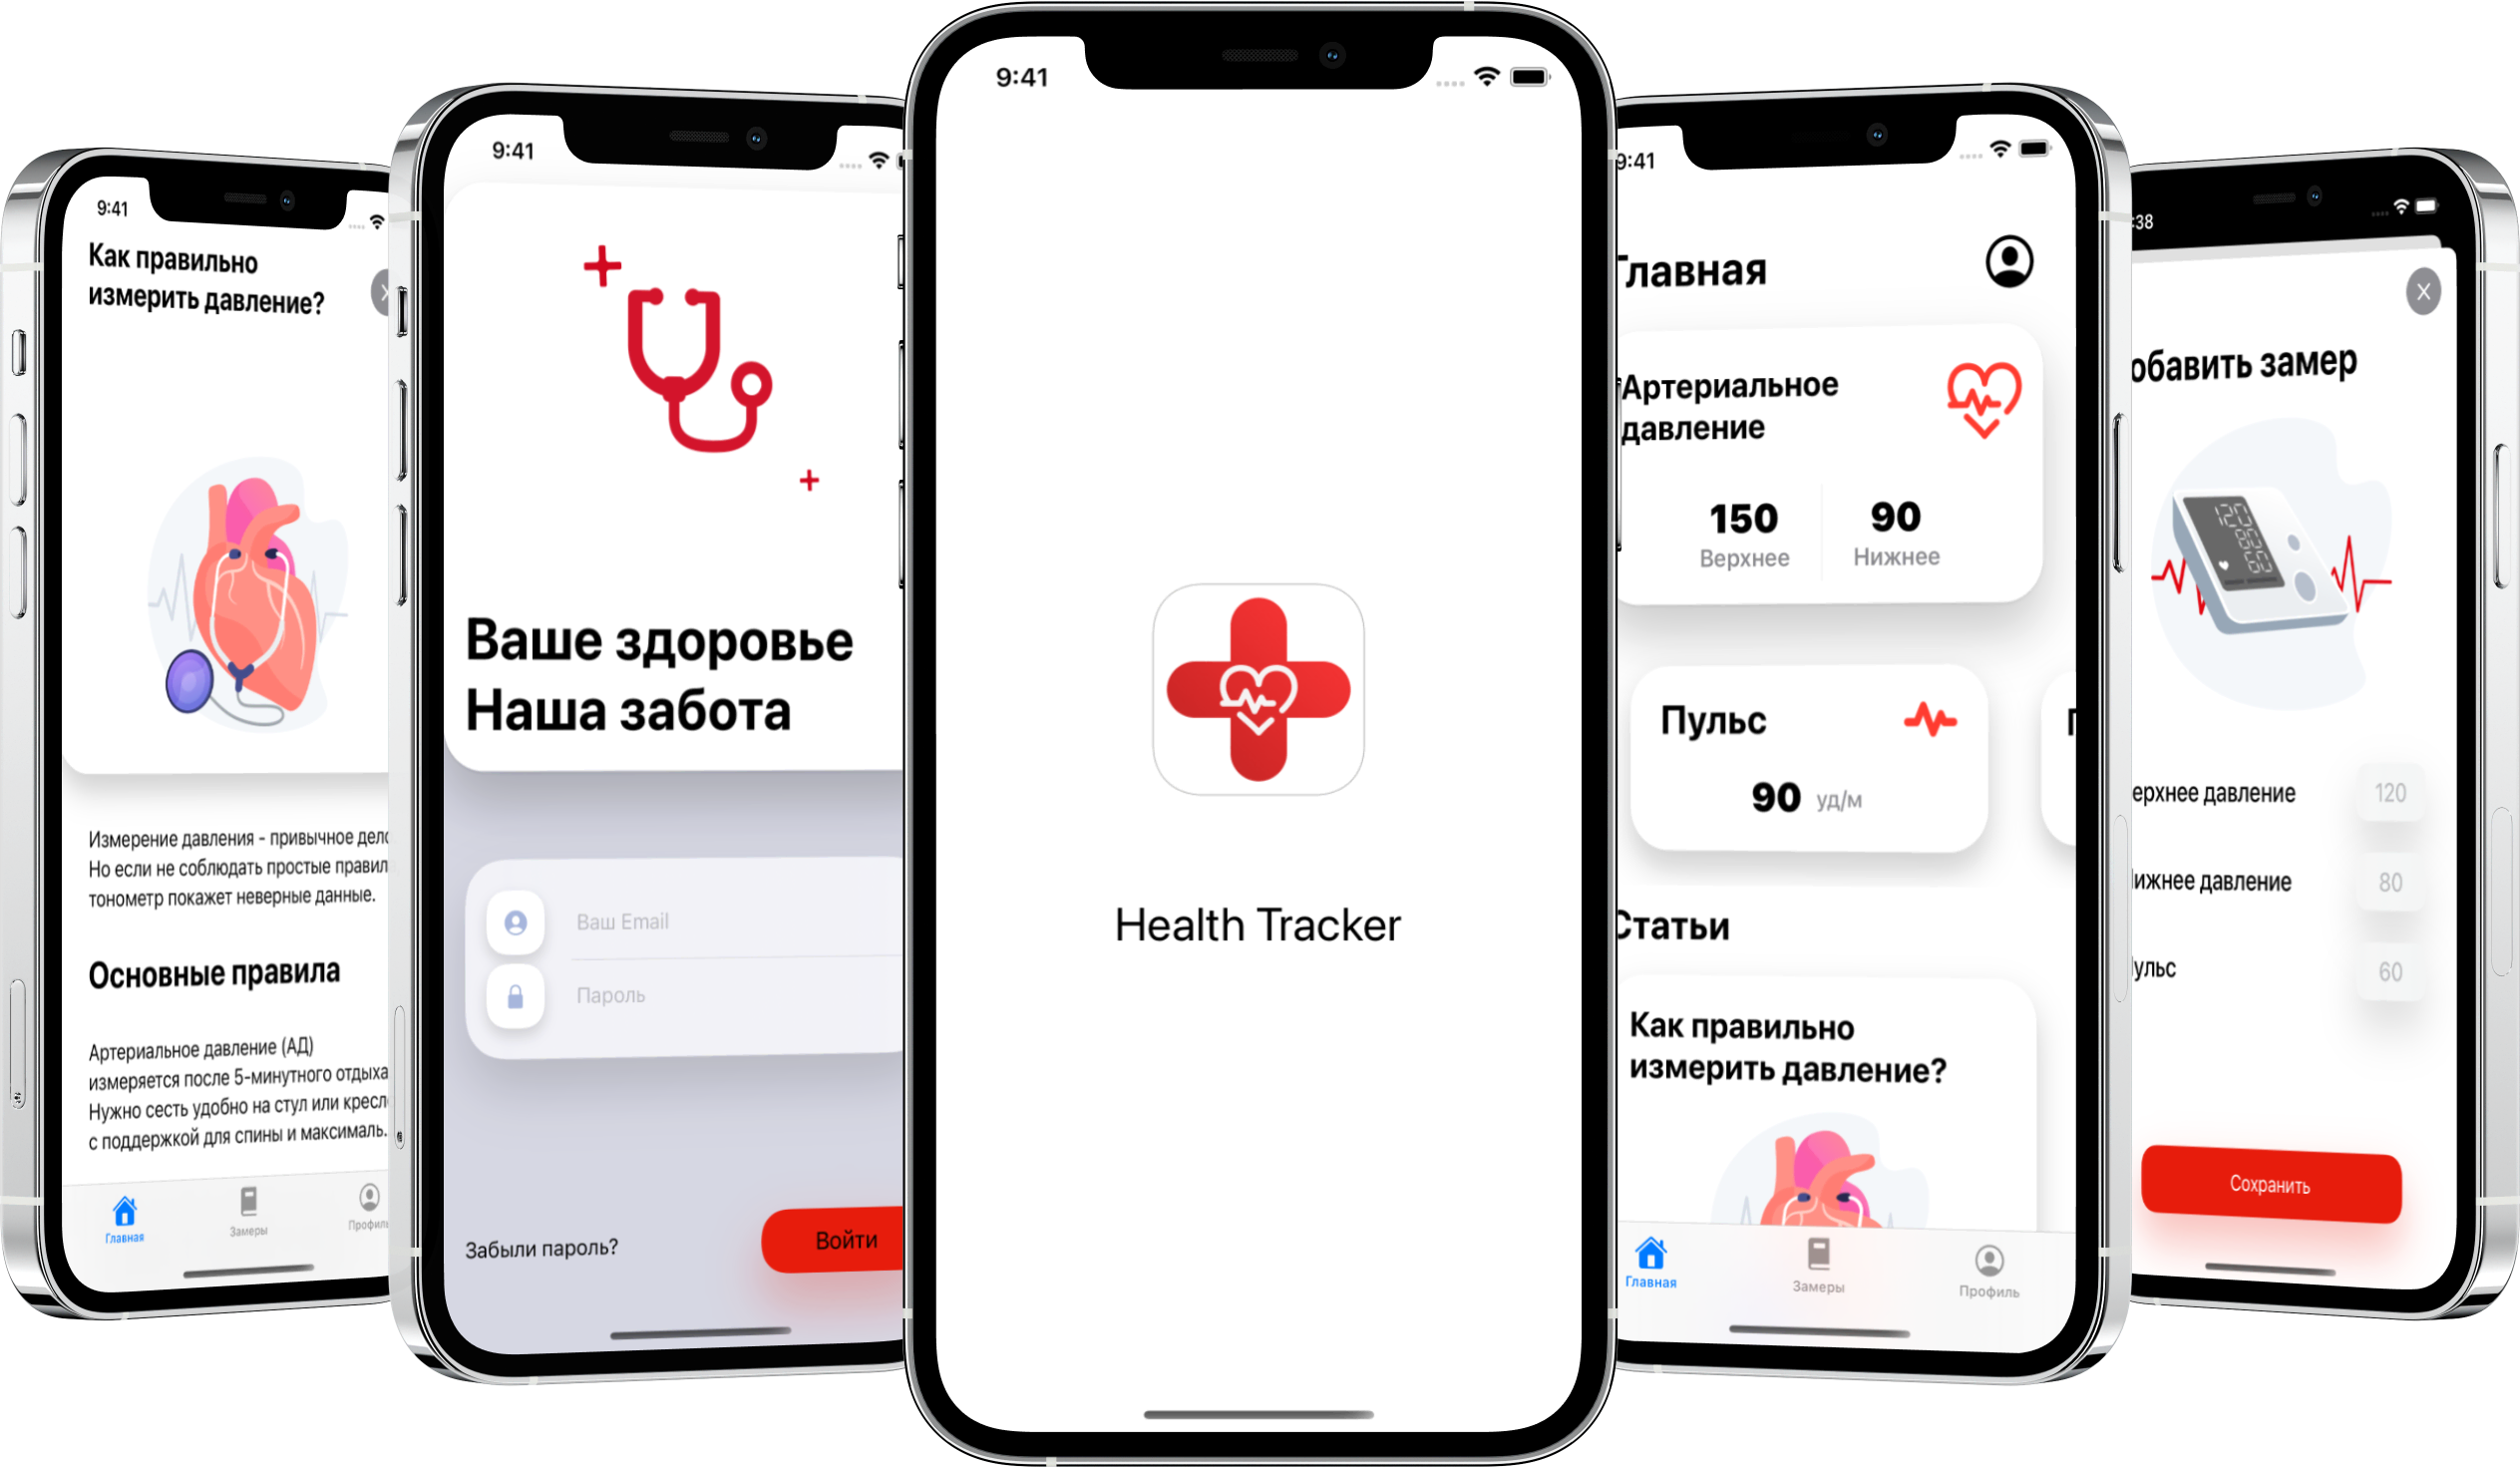 9:41
Как правильно
измерить давление?
X
Измерение давления - привычное дело
Но если не соблюдать простые правил
тонометр покажет неверные данные.
Основные правила
Артериальное давление (АД)
измеряется после 5-минутного отдыха
Нужно сесть удобно на стул или кресл
с поддержкой для спины и максималь.
Главная
Замеры
Профиль
9:41
Ваше здоровье
Наша забота
Ваш Email
Пароль
Забыли пароль?
Войти
9:41
Health Tracker
9:41
Главная
Артериальное
давление
150
90
Верхнее
Нижнее
Пульс
90 уд/м
Статьи
Как правильно
измерить давление?
Главная
Замеры
Профиль
:38
X
обавить замер
120
80
60
ерхнее давление
120
ижнее давление
80
ульс
60
Сохранить